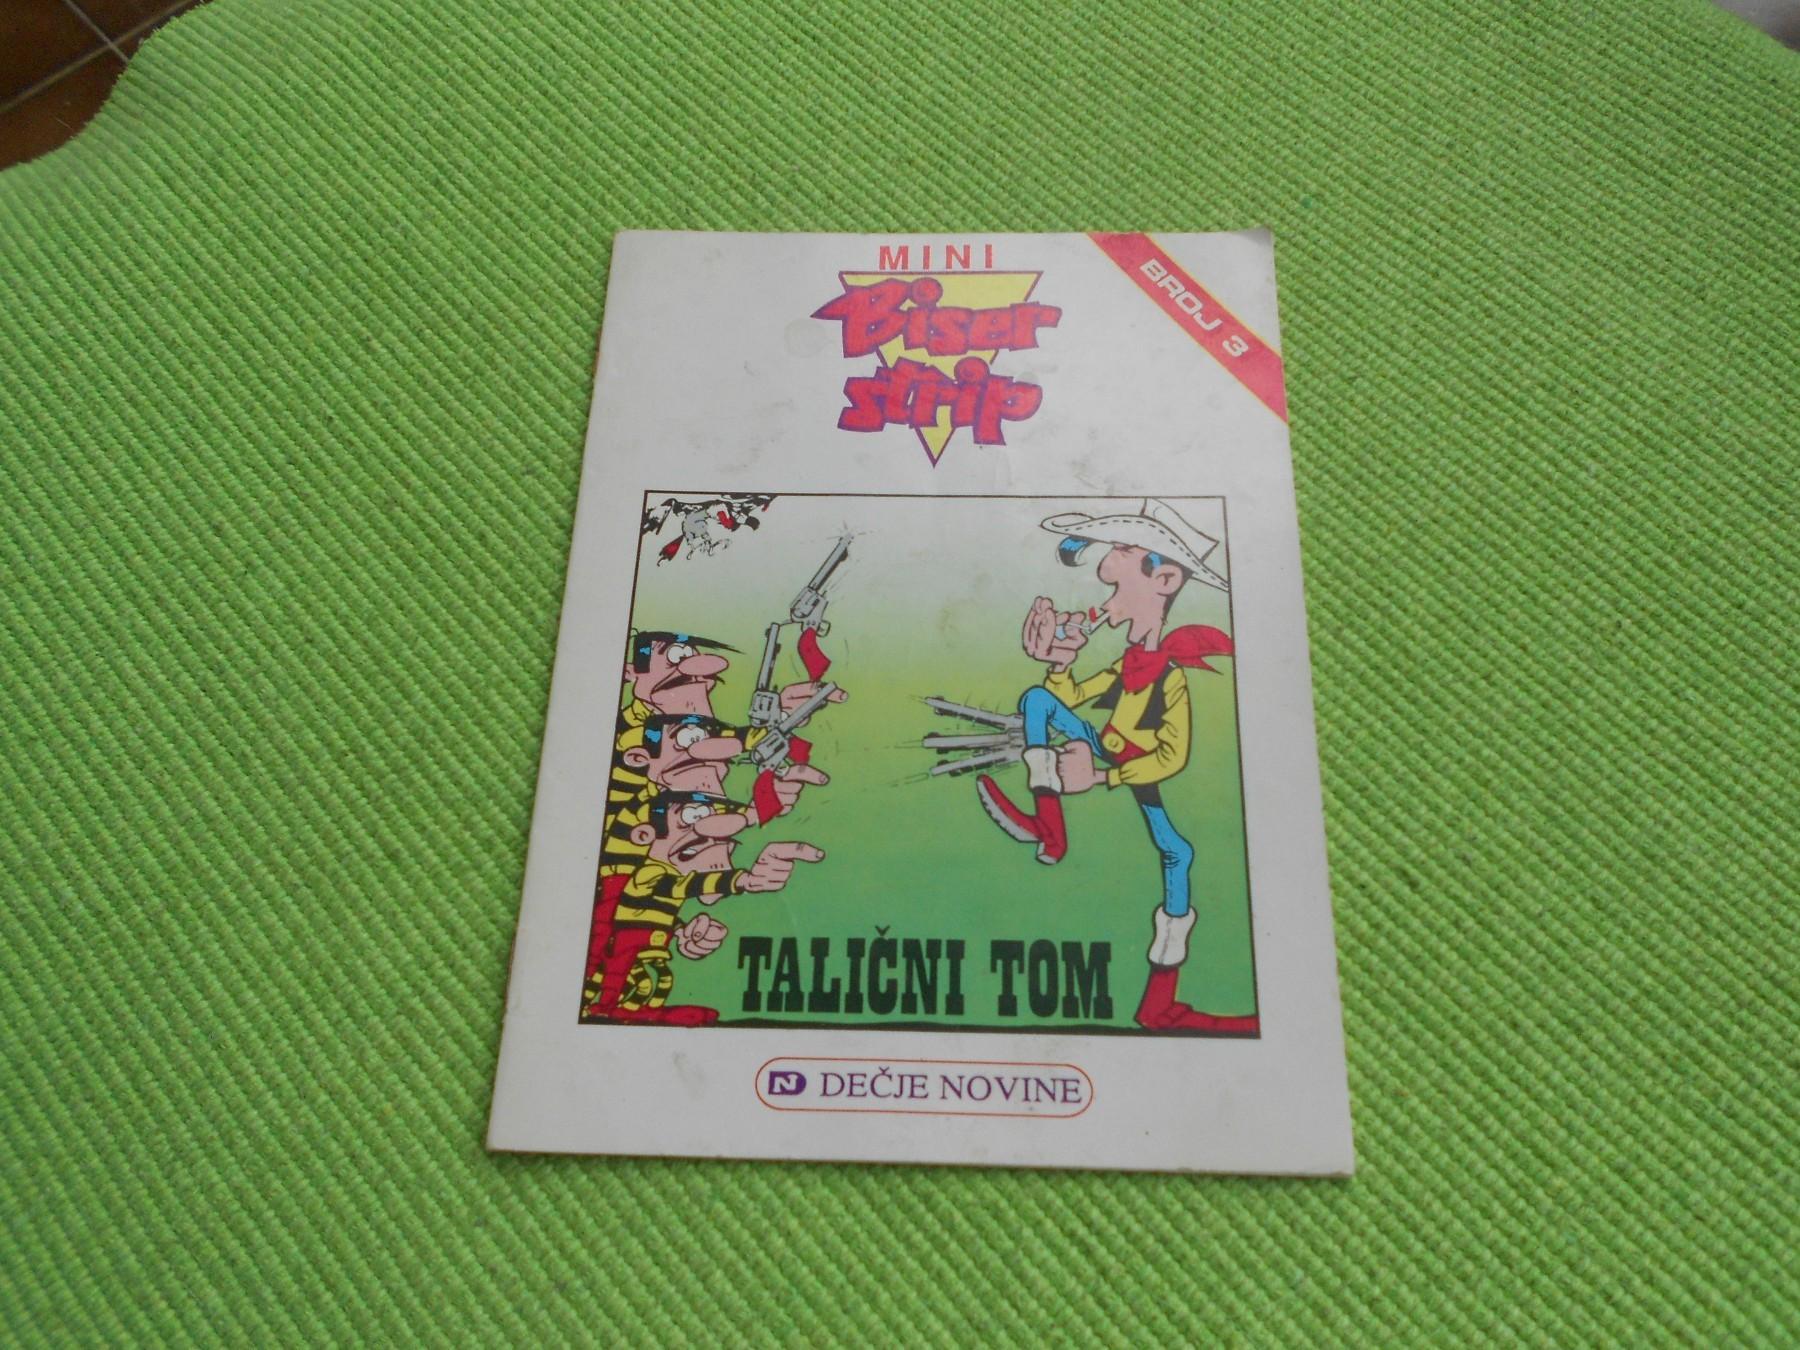 MINI
Biser
strip
BROJ 3
TALIČNI TOM
N DEČJE NOVINE